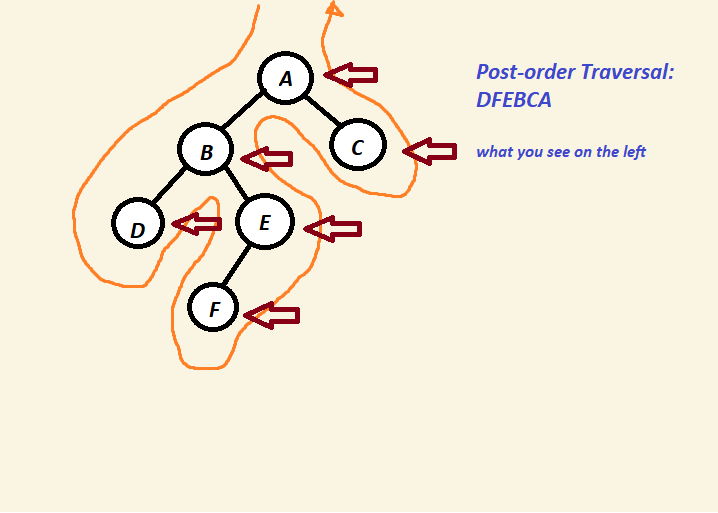 A
Post-order Traversal:
DFEBCA
B
C
what you see on the left
D
E
F